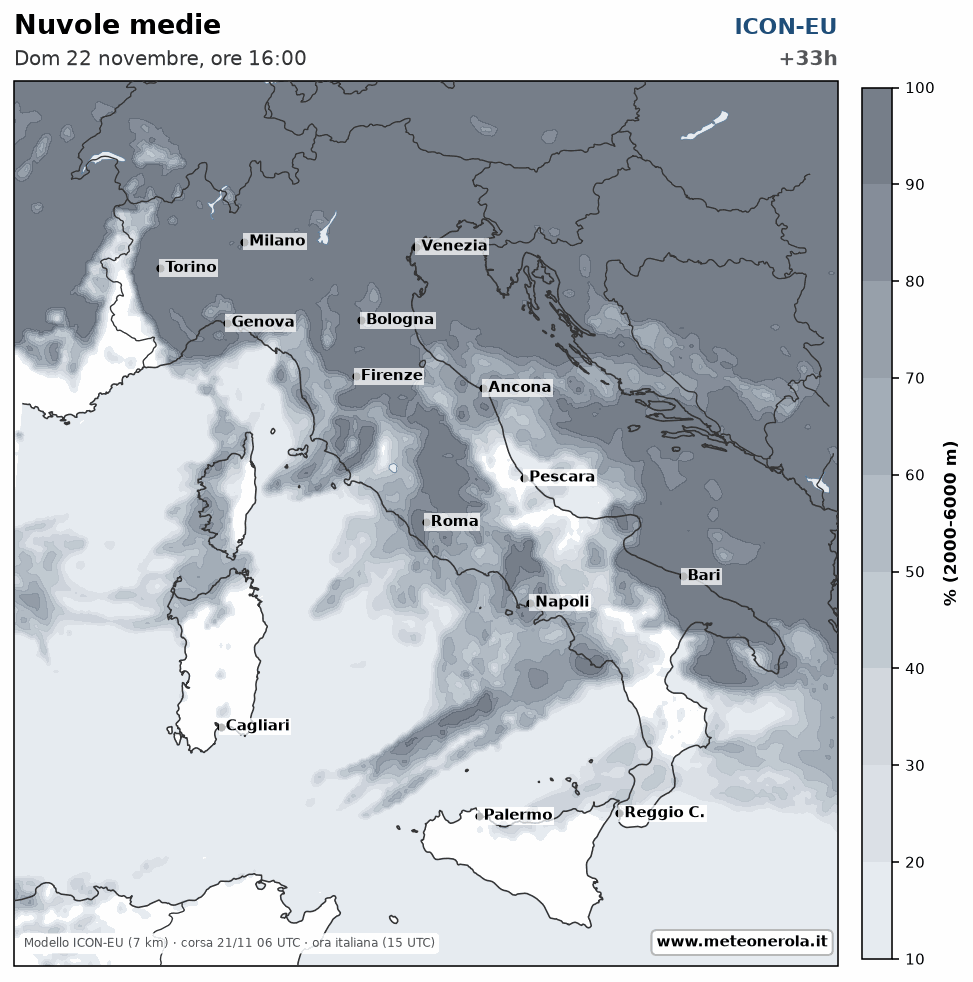 Nuvole medie
ICON-EU
Dom 22 novembre, ore 16:00
+33h
100
90
80
70
60
50
40
30
20
10
% (2000-6000 m)
Milano
Venezia
Torino
Genova
Bologna
Firenze
Ancona
Pescara
Roma
Bari
Napoli
Cagliari
Palermo
Reggio C.
Modello ICON-EU (7 km) · corsa 21/11 06 UTC · ora italiana (15 UTC)
www.meteonerola.it